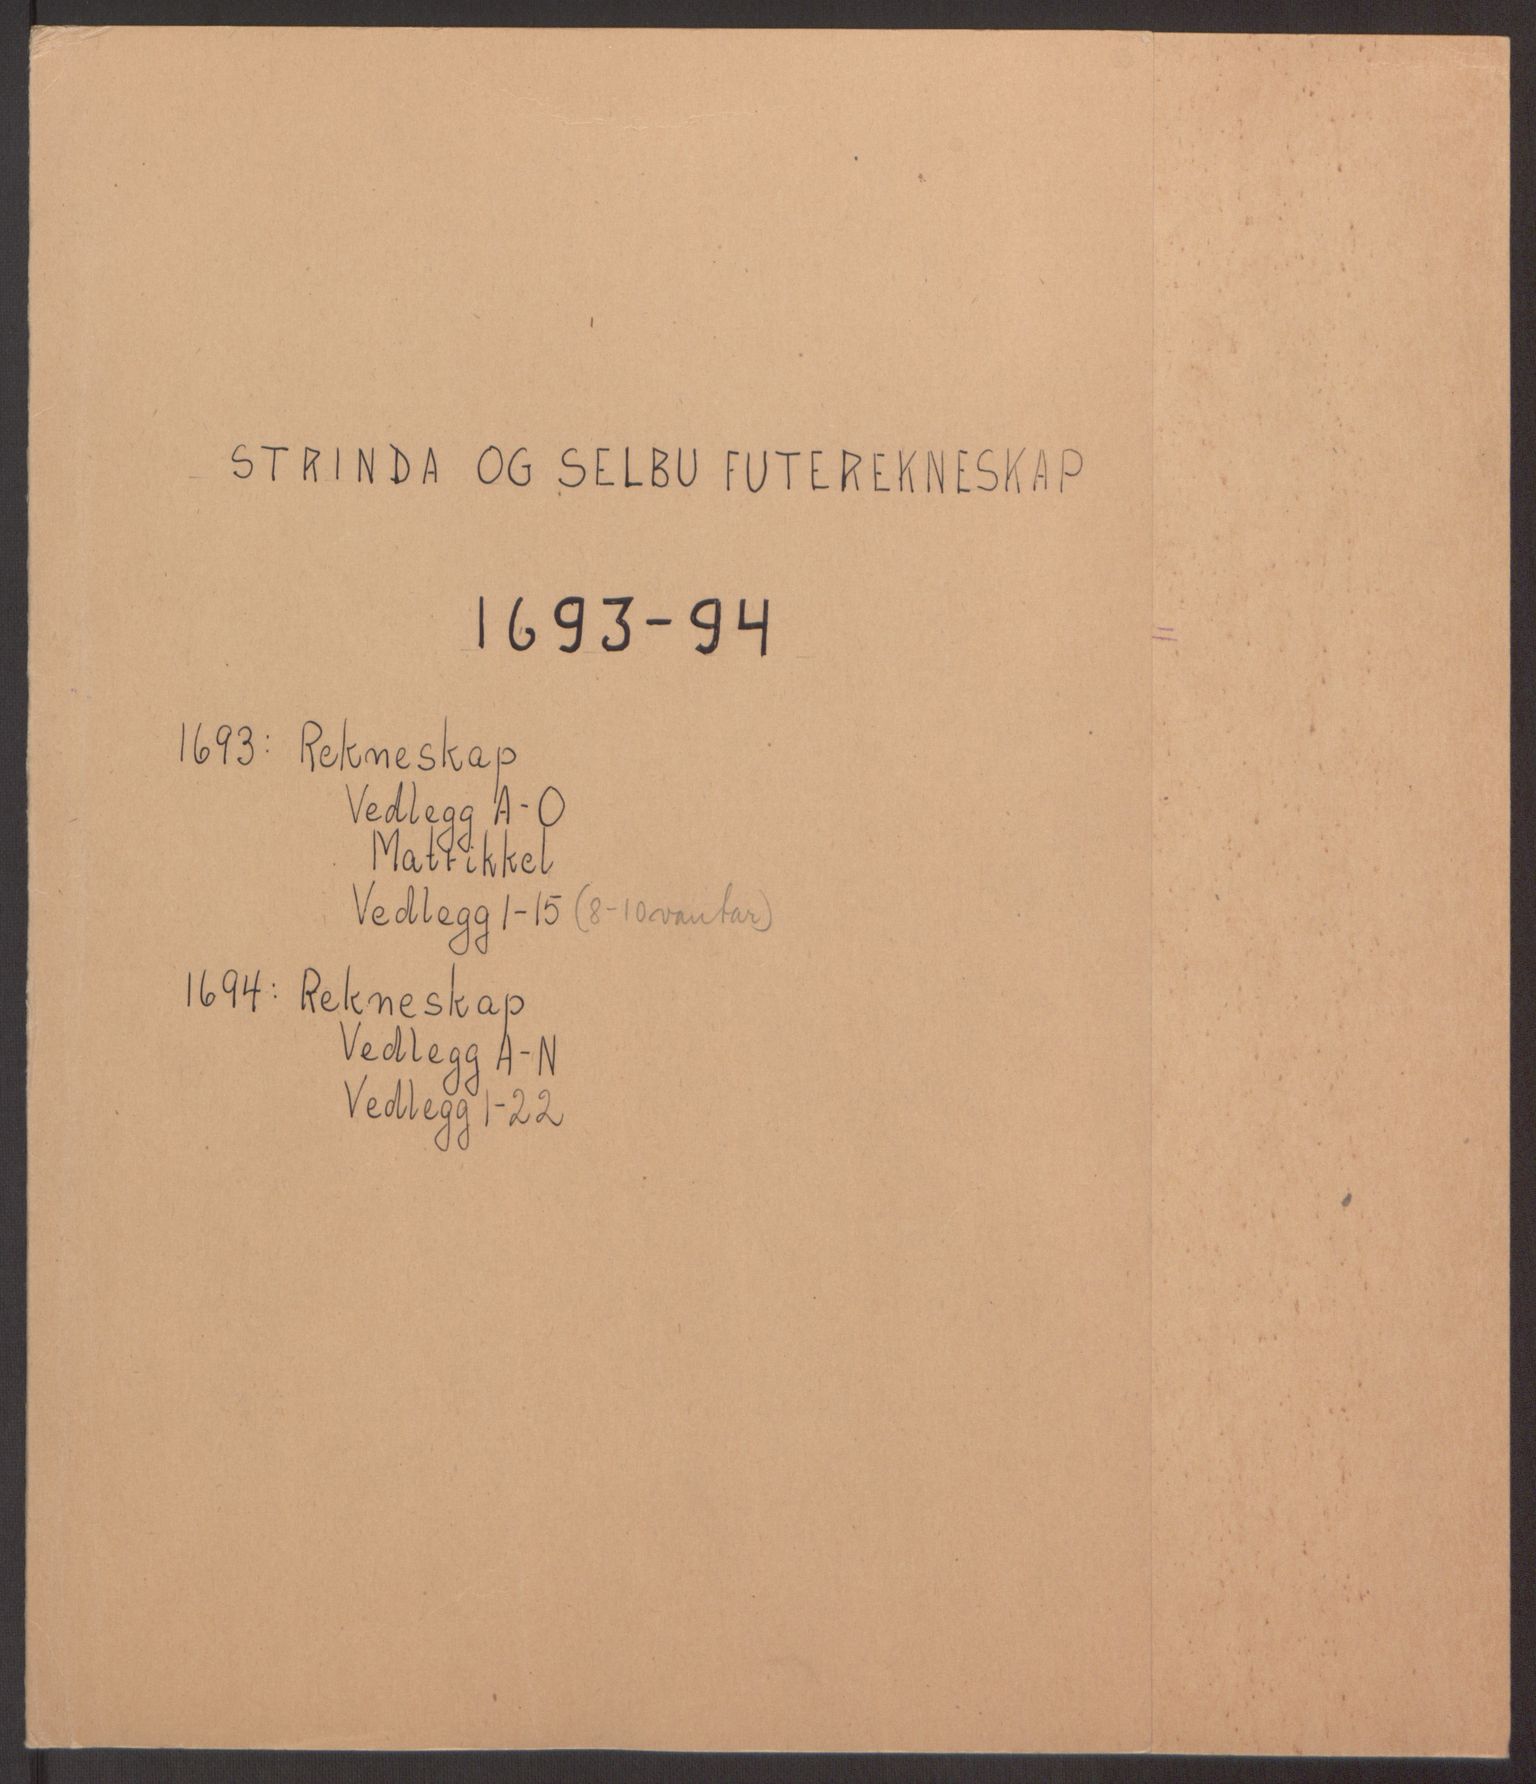 STRINDA OG SELBU FUTEREKNESKAP
1693-94
1693: Rekneskap
Vedlegg A-O
Matrikkel
Vedlegg 1-15 (8-10 vantar)
1694: Rekneskap
Vedlegg A-N
Vedlegg 1-22